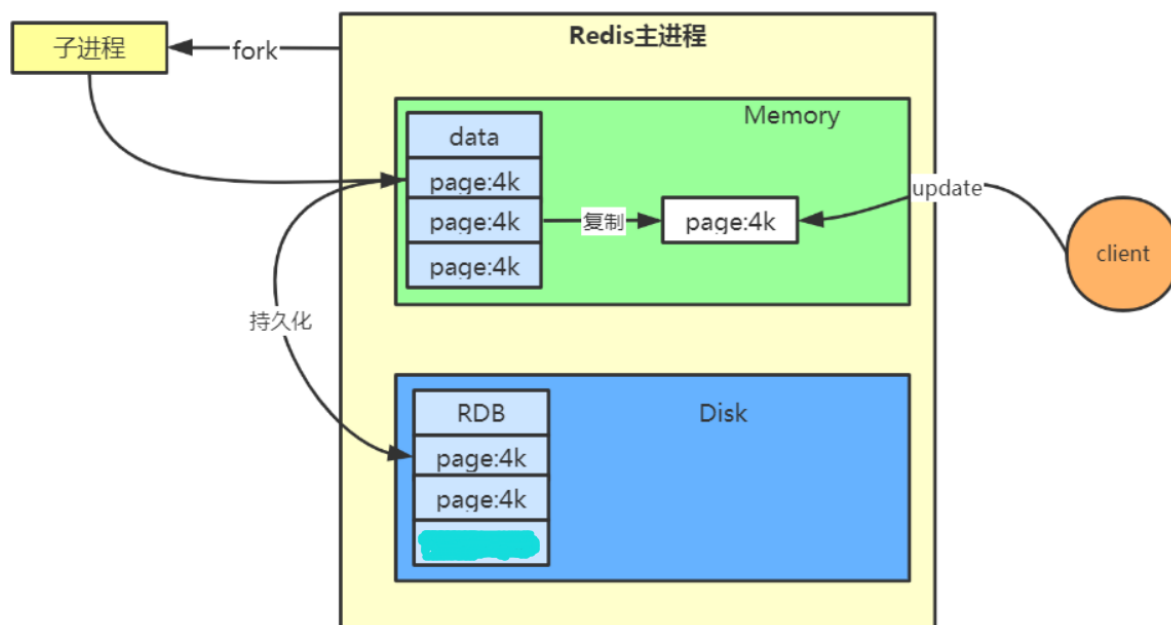 Redis主进程
子进程
fork
Memory
data
page:4k
page:4k
复制
page:4k
page:4k
update
client
持久化
RDB
Disk
page:4k
page:4k